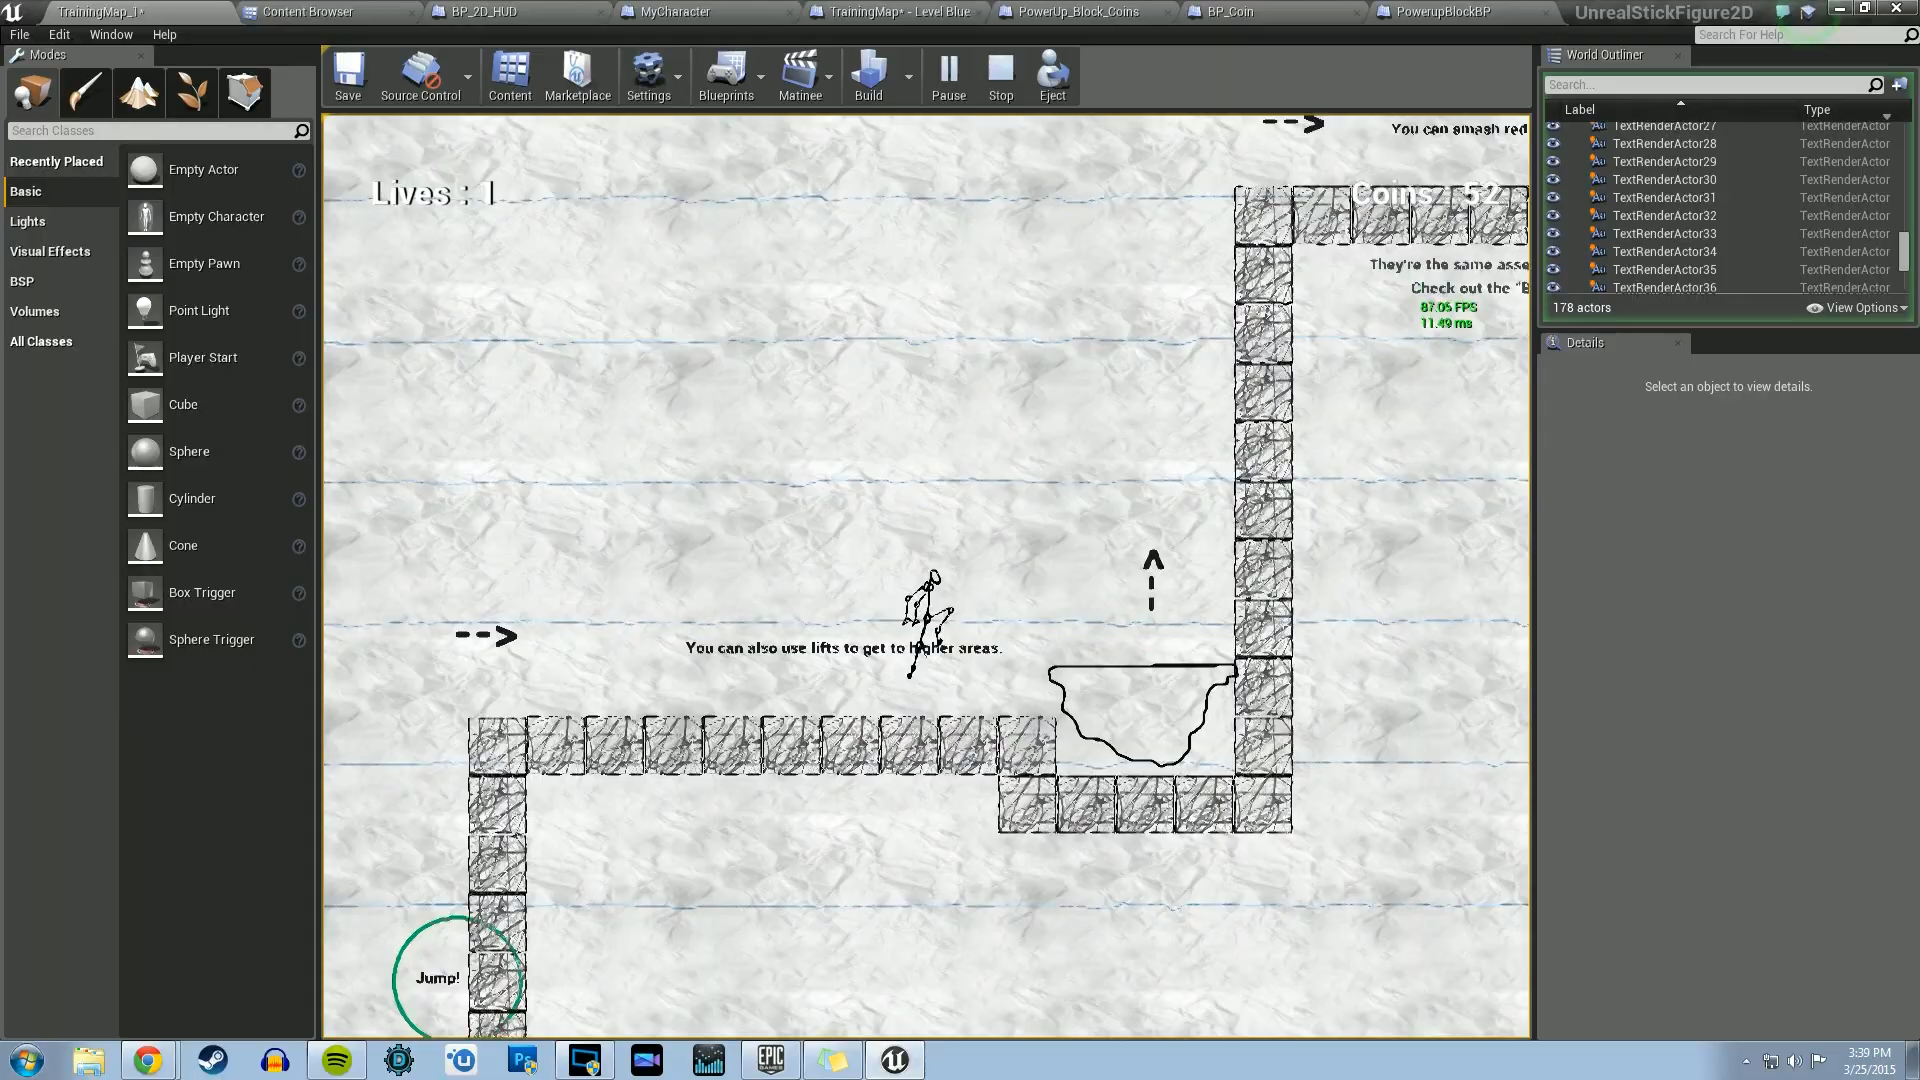 TrainingMap_1*
Content Browser
BP_2D_HUD
MyCharacter
TrainingMap* - Level Blue
PowerUp_Block_Coins
BP_Coin
PowerupBlockBP
UnrealStickFigure2D
File
Edit
Window
Help
Search For Help
Modes
Save
Source Control
Content
Marketplace
Settings
Blueprints
Matinee
Build
Pause
Stop
Eject
World Outliner
Search...
Label
Type
TextRenderActor27 TextRenderActor
TextRenderActor28 TextRenderActor
TextRenderActor29 TextRenderActor
TextRenderActor30 TextRenderActor
TextRenderActor31 TextRenderActor
TextRenderActor32 TextRenderActor
TextRenderActor33 TextRenderActor
TextRenderActor34 TextRenderActor
TextRenderActor35 TextRenderActor
TextRenderActor36 TextRenderActor
178 actors
View Options
Details
Select an object to view details.
Search Classes
Recently Placed
Basic
Lights
Visual Effects
BSP
Volumes
All Classes
Empty Actor
Empty Character
Empty Pawn
Point Light
Player Start
Cube
Sphere
Cylinder
Cone
Box Trigger
Sphere Trigger
You can smash red
Lives : 1
Coins : 52
They're the same asse
Check out the "B
87.05 FPS
11.49 ms
You can also use lifts to get to higher areas.
Jump!
Ps
EPIC
GAMES
3:39 PM
3/25/2015